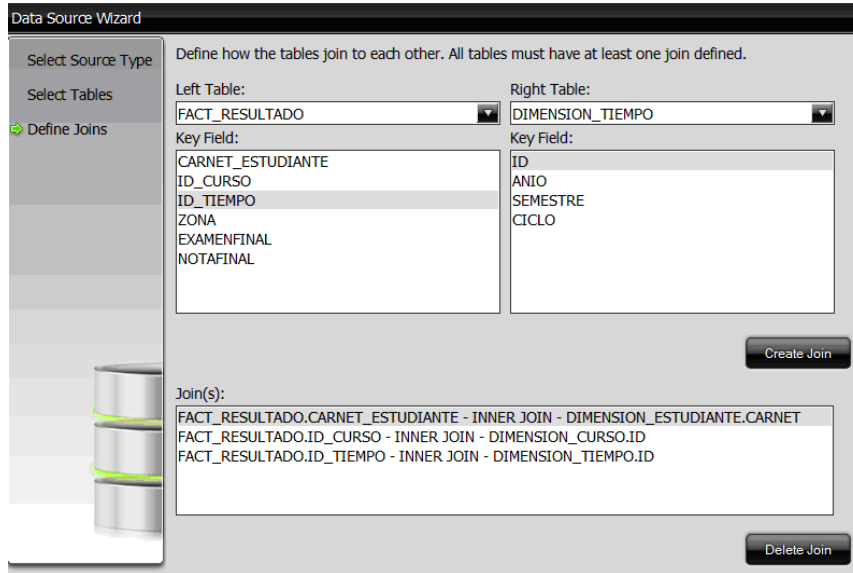 Data Source Wizard
Select Source Type
Select Tables
Define Joins
Define how the tables join to each other. All tables must have at least one join defined.
Left Table:
FACT_RESULTADO
Key Field:
CARNET_ESTUDIANTE
ID_CURSO
ID_TIEMPO
ZONA
EXAMENFINAL
NOTAFINAL
Right Table:
DIMENSION_TIEMPO
Key Field:
ID
ANIO
SEMESTRE
CICLO
Create Join
Join(s):
FACT_RESULTADO.CARNET_ESTUDIANTE - INNER JOIN - DIMENSION_ESTUDIANTE.CARNET
FACT_RESULTADO.ID_CURSO - INNER JOIN - DIMENSION_CURSO.ID
FACT_RESULTADO.ID_TIEMPO - INNER JOIN - DIMENSION_TIEMPO.ID
Delete Join